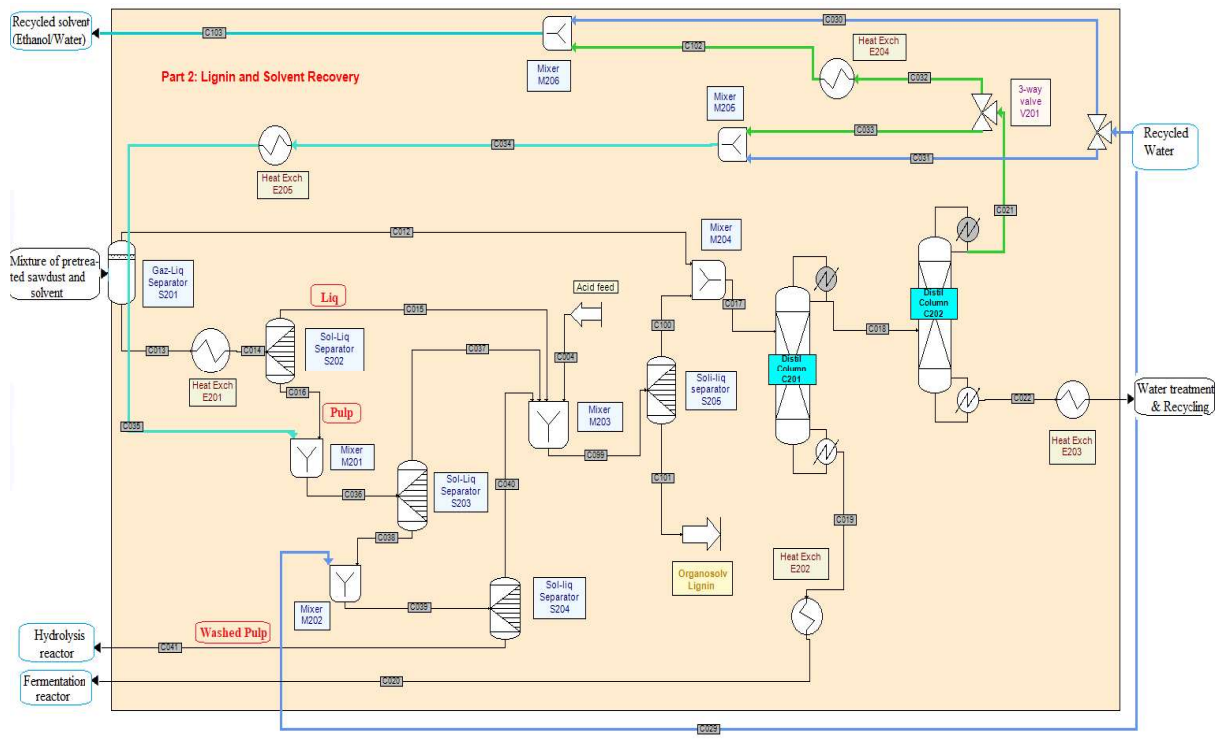 Recycled solvent
(Ethanol/Water)
C103
Mixer
M206
C030
C102
Heat Exch
E204
C032
3-way
valve
V201
Part 2: Lignin and Solvent Recovery
Mixer
M205
C033
C034
C031
Recycled
Water
Heat Exch
E205
C021
C012
Mixer
M204
Mixture of pretrea-
ted sawdust and
solvent
Gaz-Liq
Separator
S201
Liq
C015
Acid feed
C017
Distil
Column
C202
C013
C014
Sol-Liq
Separator
S202
C037
C004
C100
C018
Heat Exch
E201
C016
Soli-liq
separator
S205
Distil
Column
C201
Pulp
Mixer
M203
C022
Water treatment
& Recycling
C035
Mixer
M201
C099
Heat Exch
E203
C036
Sol-Liq
Separator
S203
C040
C101
C038
C019
Organosolv
Lignin
Heat Exch
E202
Mixer
M202
C039
Sol-liq
Separator
S204
Hydrolysis
reactor
Washed Pulp
C041
Fermentation
reactor
C020
C029